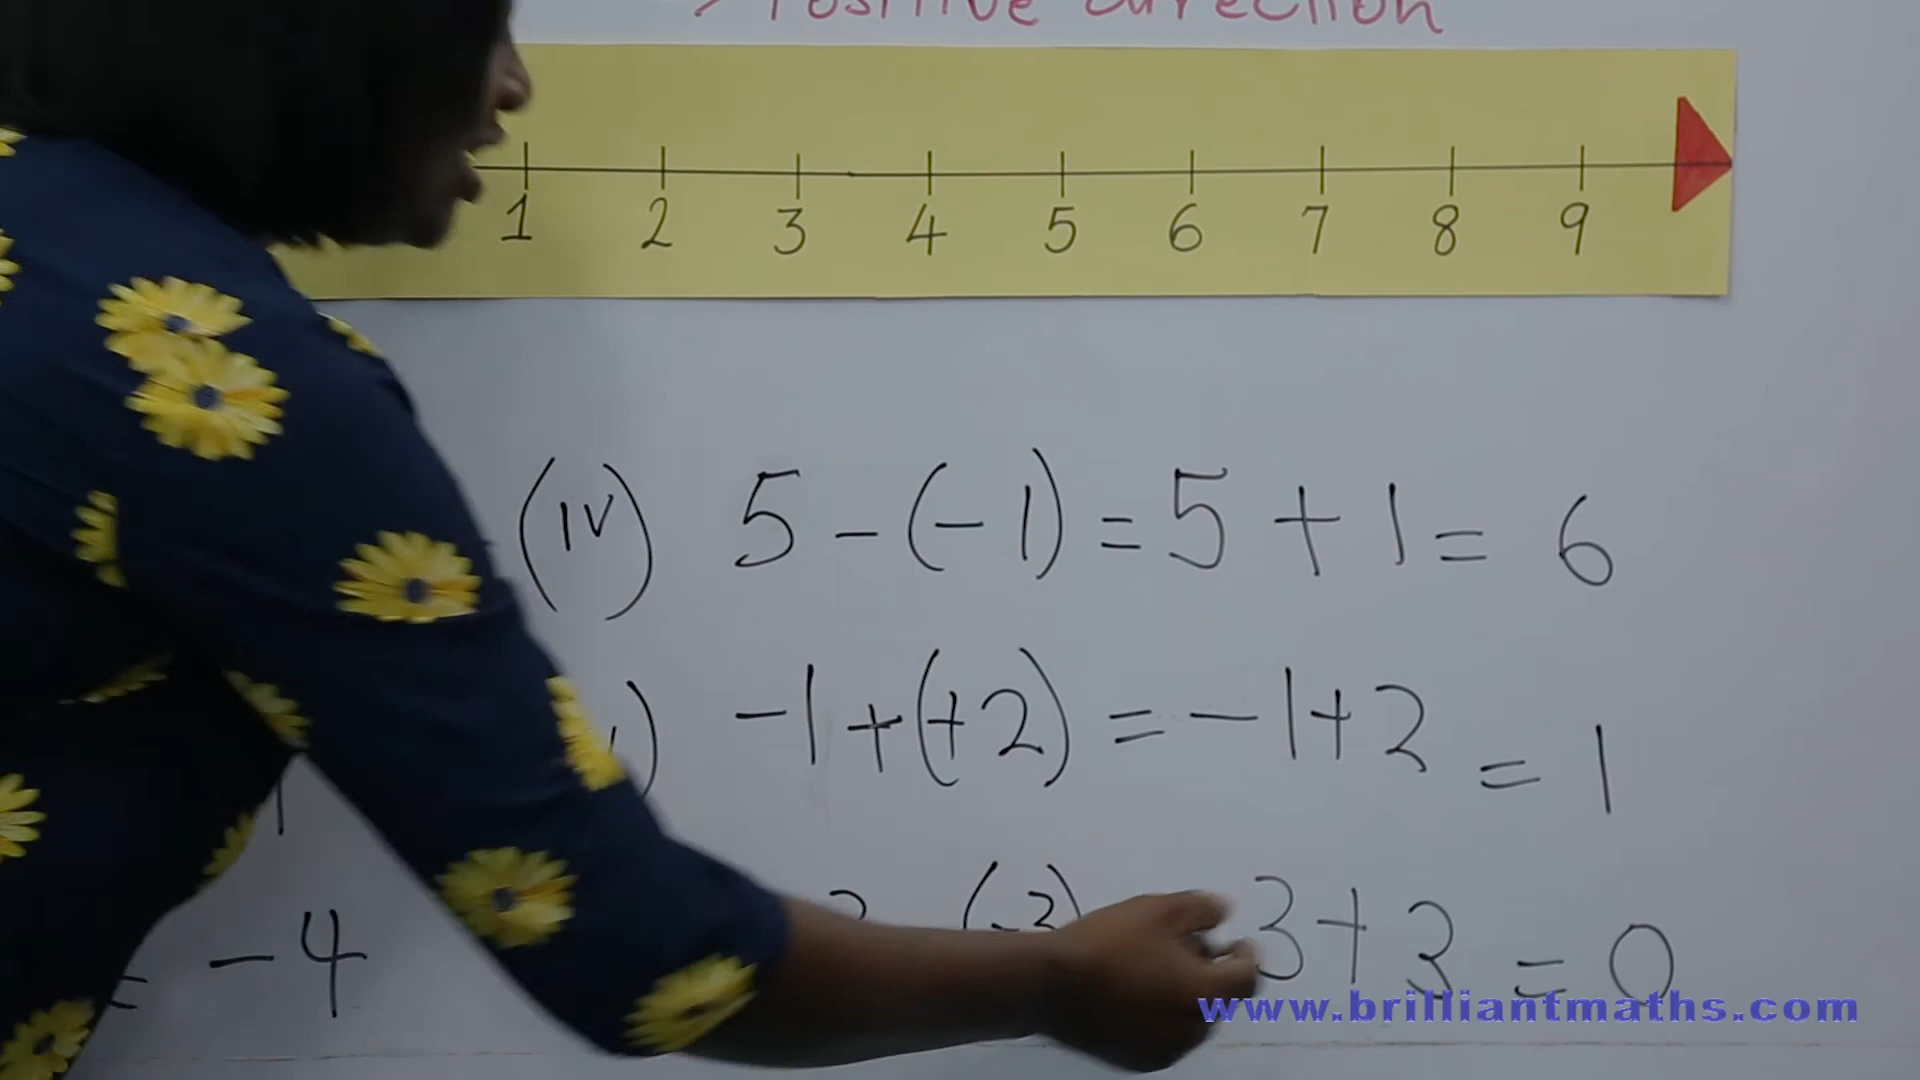 Positive direction
1 2 3 4 5 6 7 8 9
(iv) 5 - (-1) = 5 + 1 = 6
-1 + (+2) = -1 + 2 = 1
= -4
(-3) 3 + 3 = 0
www.brilliantmaths.com